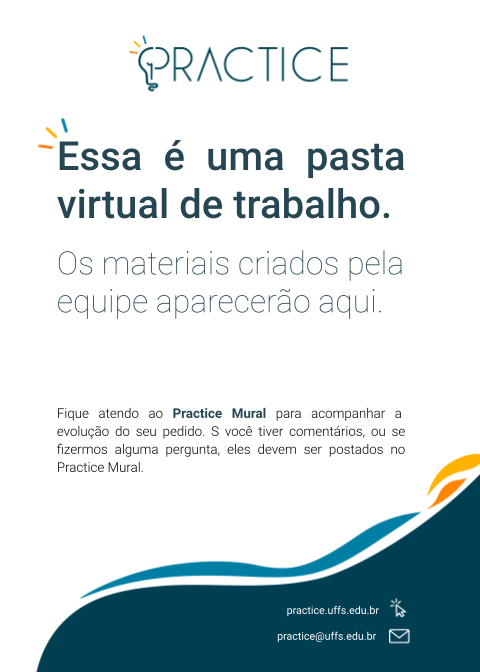 PRACTICE
Essa é uma pasta
virtual de trabalho.
Os materiais criados pela
equipe aparecerão aqui.
Fique atendo ao Practice Mural para acompanhar a
evolução do seu pedido. S você tiver comentários, ou se
fizermos alguma pergunta, eles devem ser postados no
Practice Mural.
practice.uffs.edu.br
practice@uffs.edu.br